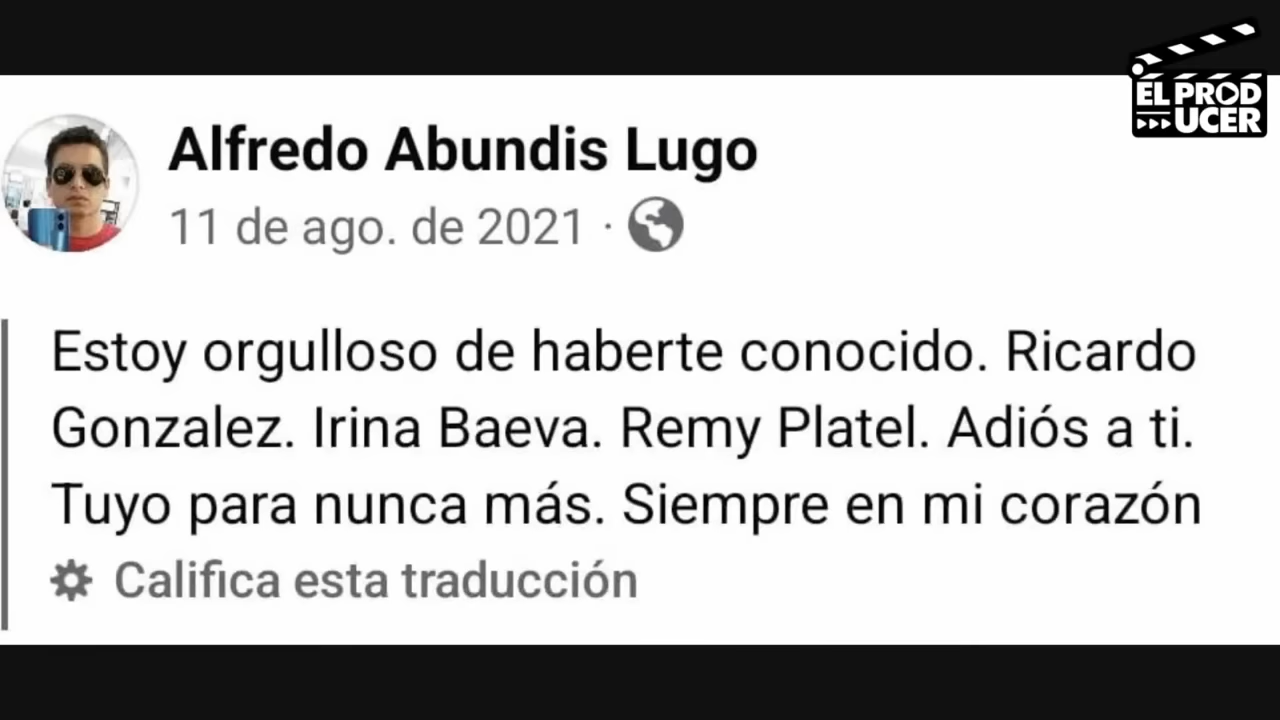 EL PROD
UCER
Alfredo Abundis Lugo
11 de ago. de 2021 ·
Estoy orgulloso de haberte conocido. Ricardo
Gonzalez. Irina Baeva. Remy Platel. Adiós a ti.
Tuyo para nunca más. Siempre en mi corazón
Califica esta traducción